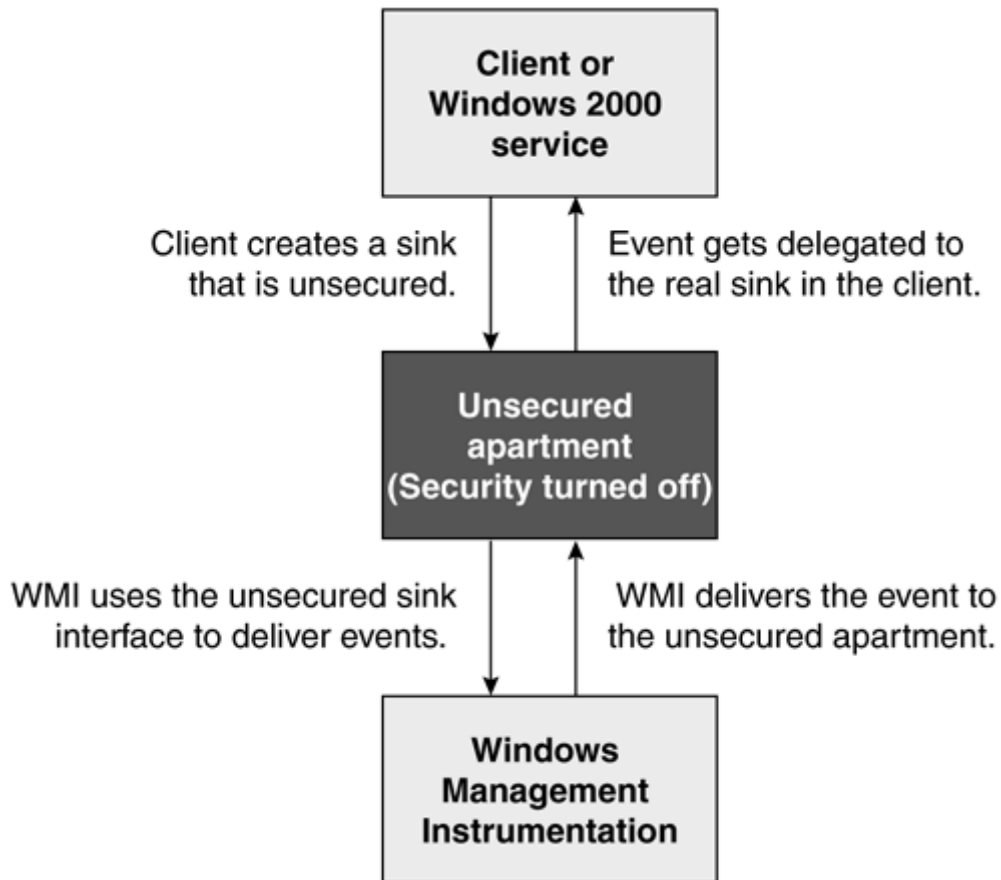 Client or
Windows 2000
service
Client creates a sink
that is unsecured.
Event gets delegated to
the real sink in the client.
Unsecured
apartment
(Security turned off)
WMI uses the unsecured sink
interface to deliver events.
WMI delivers the event to
the unsecured apartment.
Windows
Management
Instrumentation